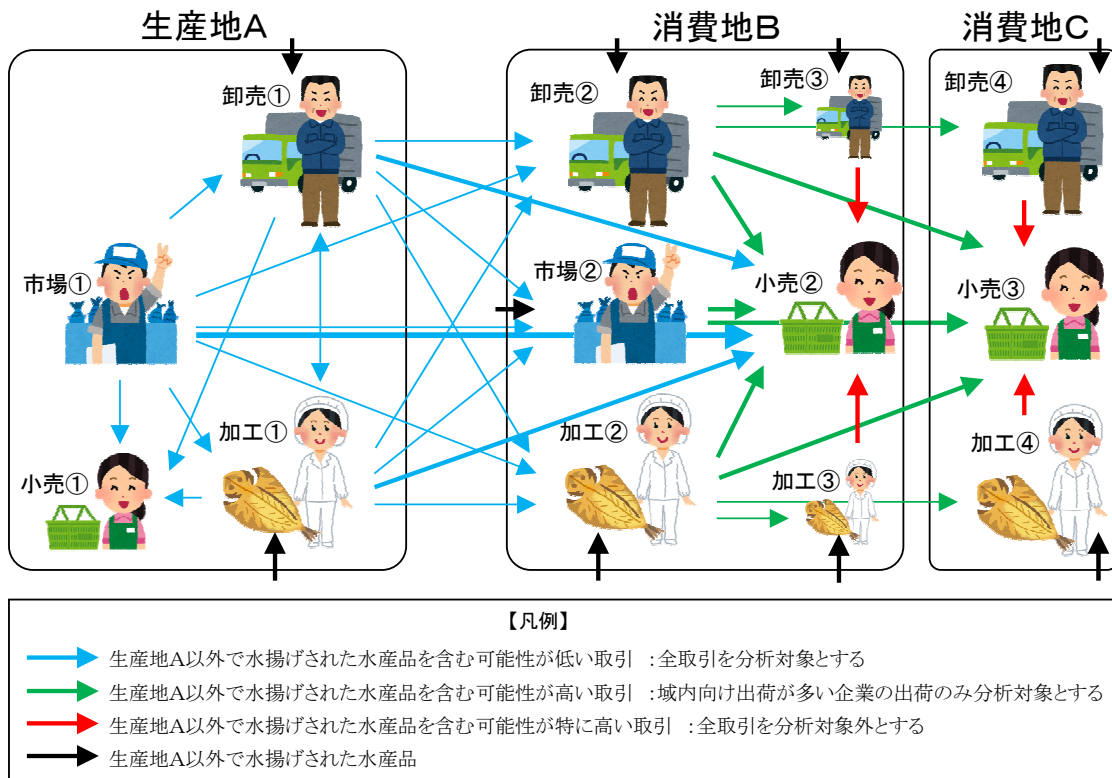 生産地A
消費地B
消費地C
卸売①
卸売②
卸売③
卸売④
市場①
市場②
小売②
小売③
加工①
加工②
加工③
加工④
小売①
【凡例】
生産地A以外で水揚げされた水産品を含む可能性が低い取引 ：全取引を分析対象とする
生産地A以外で水揚げされた水産品を含む可能性が高い取引 ：域内向け出荷が多い企業の出荷のみ分析対象とする
生産地A以外で水揚げされた水産品を含む可能性が特に高い取引 ：全取引を分析対象外とする
生産地A以外で水揚げされた水産品